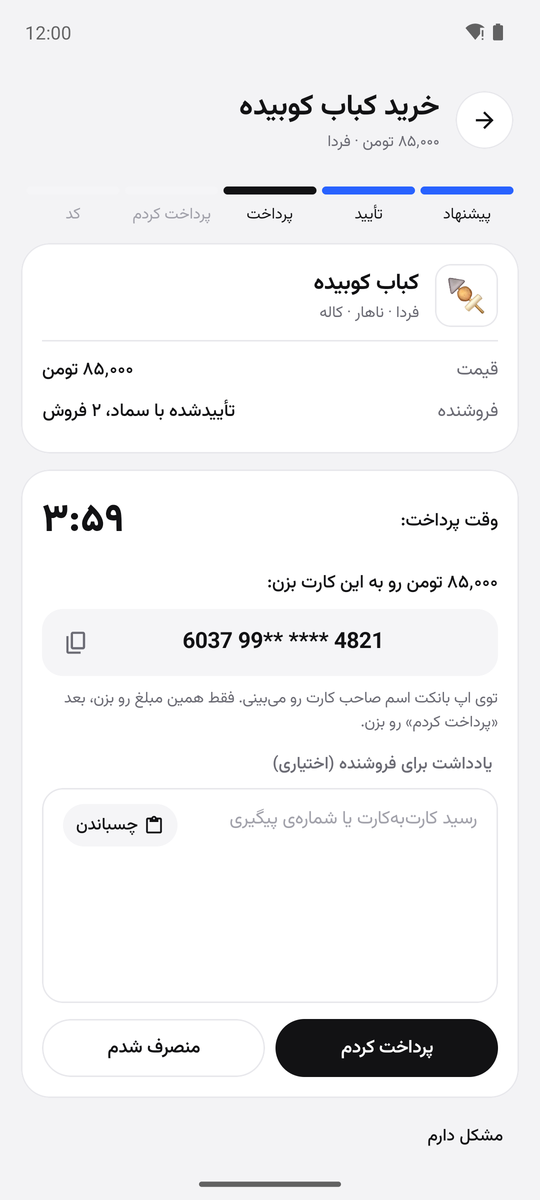 12:00
خرید کباب کوبیده
۸۵,۰۰۰ تومن · فردا
پیشنهاد
تأیید
پرداخت
پرداخت کردم
کد
کباب کوبیده
فردا · ناهار · کاله
قیمت
۸۵,۰۰۰ تومن
فروشنده
تأییدشده با سماد، ۲ فروش
وقت پرداخت:
۳:۵۹
۸۵,۰۰۰ تومن رو به این کارت بزن:
6037 99** **** 4821
توی اپ بانکت اسم صاحب کارت رو می‌بینی. فقط همین مبلغ رو بزن، بعد
«پرداخت کردم» رو بزن.
یادداشت برای فروشنده (اختیاری)
رسید کارت‌به‌کارت یا شماره‌ی پیگیری
چسباندن
پرداخت کردم
منصرف شدم
مشکل دارم